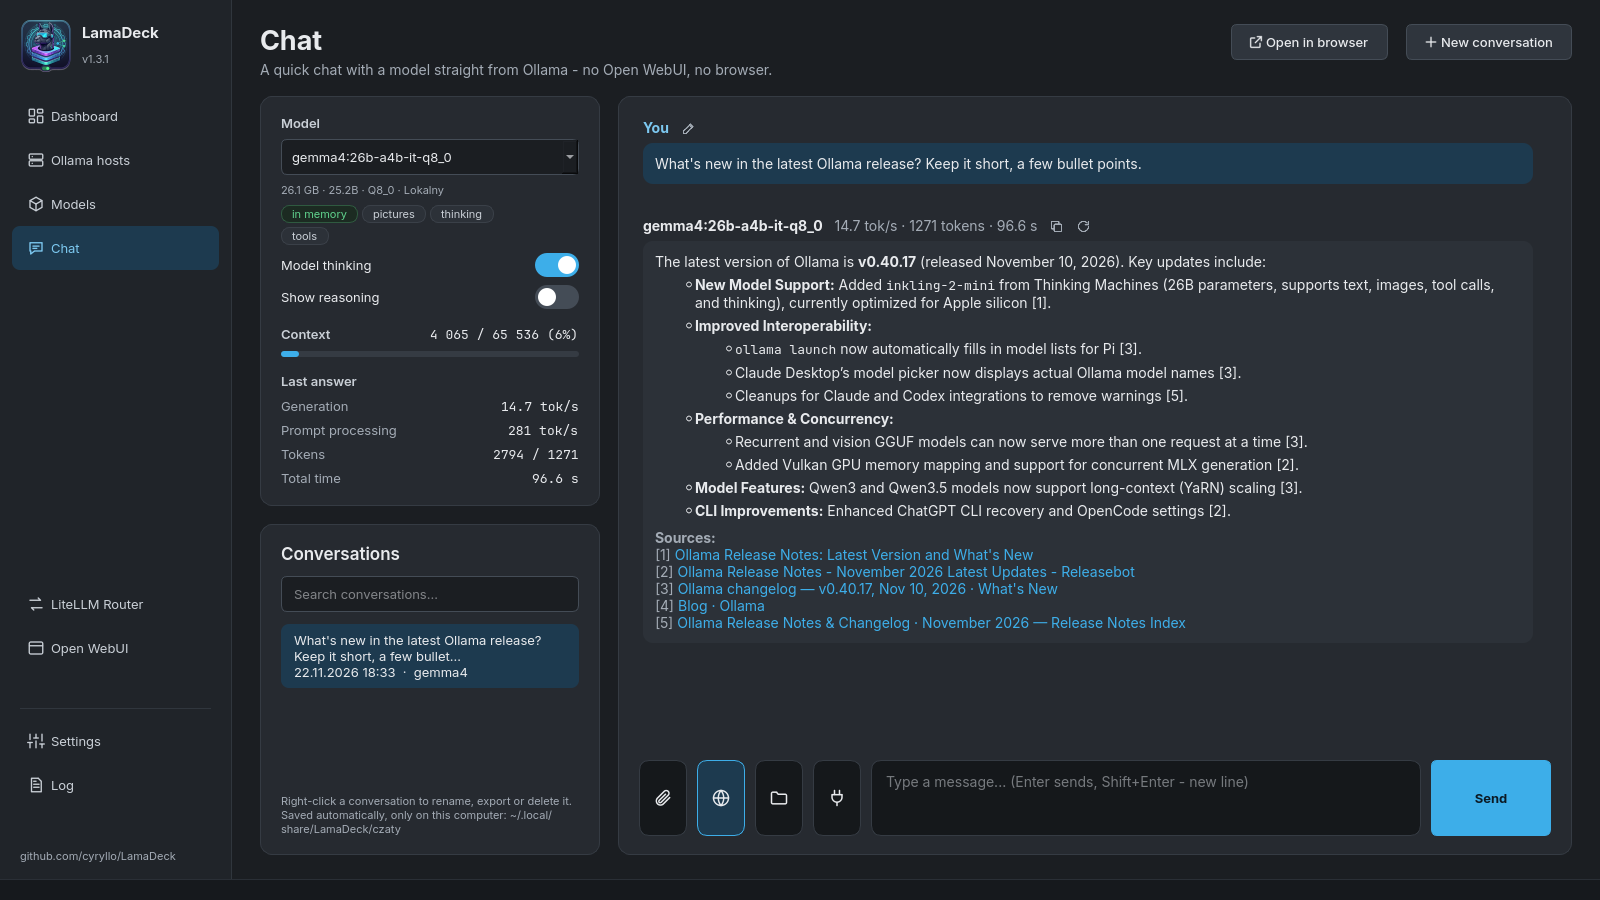 LamaDeck
v1.3.1
Dashboard
Ollama hosts
Models
Chat
LiteLLM Router
Open WebUI
Settings
Log
github.com/cyryllo/LamaDeck
Chat
A quick chat with a model straight from Ollama - no Open WebUI, no browser.
Open in browser
New conversation
Model
gemma4:26b-a4b-it-q8_0
26.1 GB · 25.2B · Q8_0 · Lokalny
in memory
pictures
thinking
tools
Model thinking
Show reasoning
Context 4 065 / 65 536 (6%)
Last answer
Generation 14.7 tok/s
Prompt processing 281 tok/s
Tokens 2794 / 1271
Total time 96.6 s
Conversations
Search conversations...
What's new in the latest Ollama release?
Keep it short, a few bullet...
22.11.2026 18:33 · gemma4
Right-click a conversation to rename, export or delete it.
Saved automatically, only on this computer: ~/.local/
share/LamaDeck/czaty
You
What's new in the latest Ollama release? Keep it short, a few bullet points.
gemma4:26b-a4b-it-q8_0 14.7 tok/s · 1271 tokens · 96.6 s
The latest version of Ollama is v0.40.17 (released November 10, 2026). Key updates include:
New Model Support: Added inkling-2-mini from Thinking Machines (26B parameters, supports text, images, tool calls,
and thinking), currently optimized for Apple silicon [1].
Improved Interoperability:
ollama launch now automatically fills in model lists for Pi [3].
Claude Desktop’s model picker now displays actual Ollama model names [3].
Cleanups for Claude and Codex integrations to remove warnings [5].
Performance & Concurrency:
Recurrent and vision GGUF models can now serve more than one request at a time [3].
Added Vulkan GPU memory mapping and support for concurrent MLX generation [2].
Model Features: Qwen3 and Qwen3.5 models now support long-context (YaRN) scaling [3].
CLI Improvements: Enhanced ChatGPT CLI recovery and OpenCode settings [2].
Sources:
[1] Ollama Release Notes: Latest Version and What's New
[2] Ollama Release Notes - November 2026 Latest Updates - Releasebot
[3] Ollama changelog — v0.40.17, Nov 10, 2026 · What's New
[4] Blog · Ollama
[5] Ollama Release Notes & Changelog · November 2026 — Release Notes Index
Type a message... (Enter sends, Shift+Enter - new line)
Send